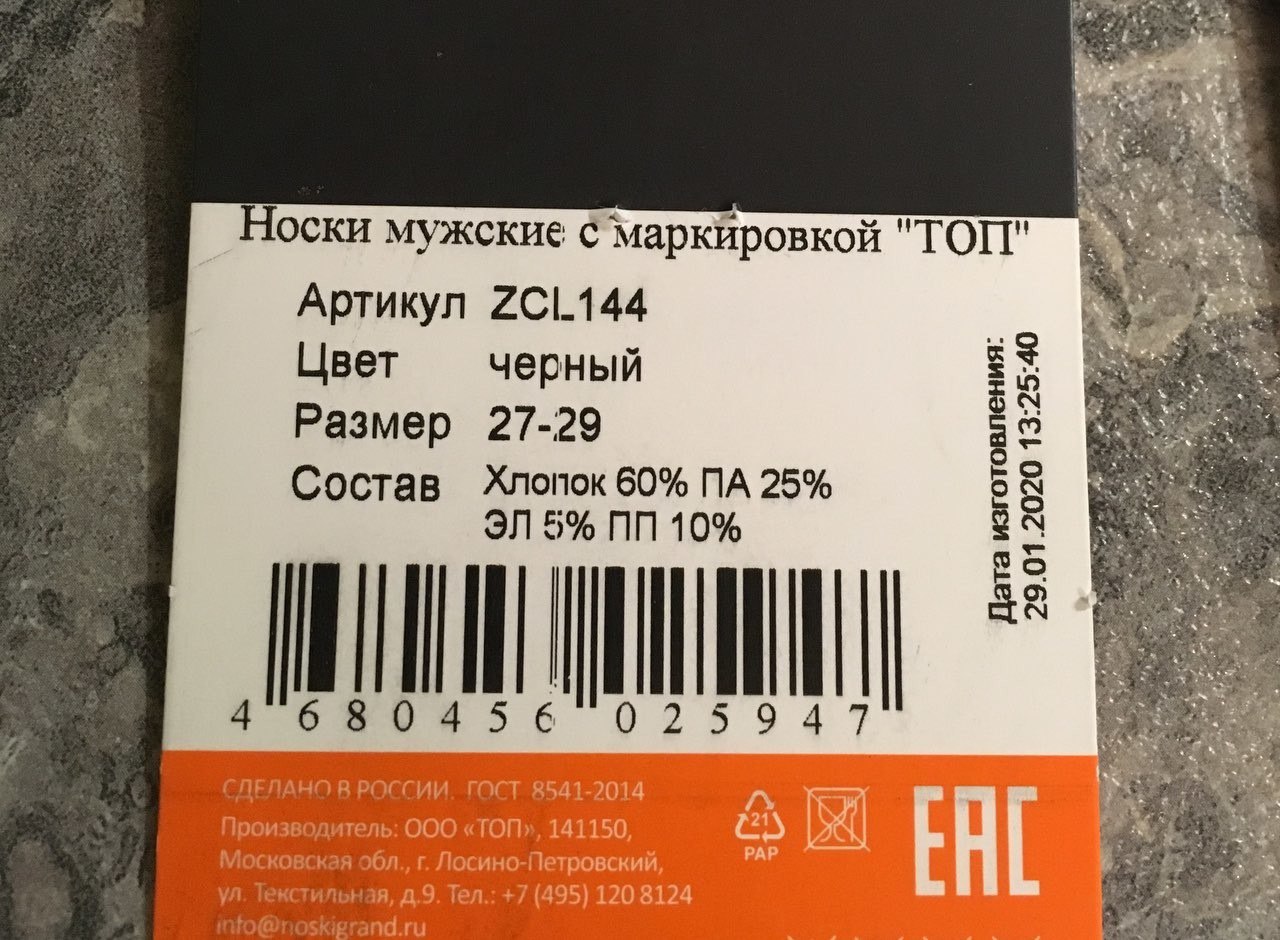 Носки мужские с маркировкой "ТОП"
Артикул ZCL144
Цвет черный
Размер 27-29
Состав Хлопок 60% ПА 25%
ЭЛ 5% ПП 10%
Дата изготовления:
29.01.2020 13:25:40
4 680456 025947
СДЕЛАНО В РОССИИ. ГОСТ 8541-2014
Производитель: ООО «ТОП», 141150,
Московская обл., г. Лосино-Петровский,
ул. Текстильная, д.9. Тел.: +7 (495) 120 8124
info@noskigrand.ru
21
PAP
EAC